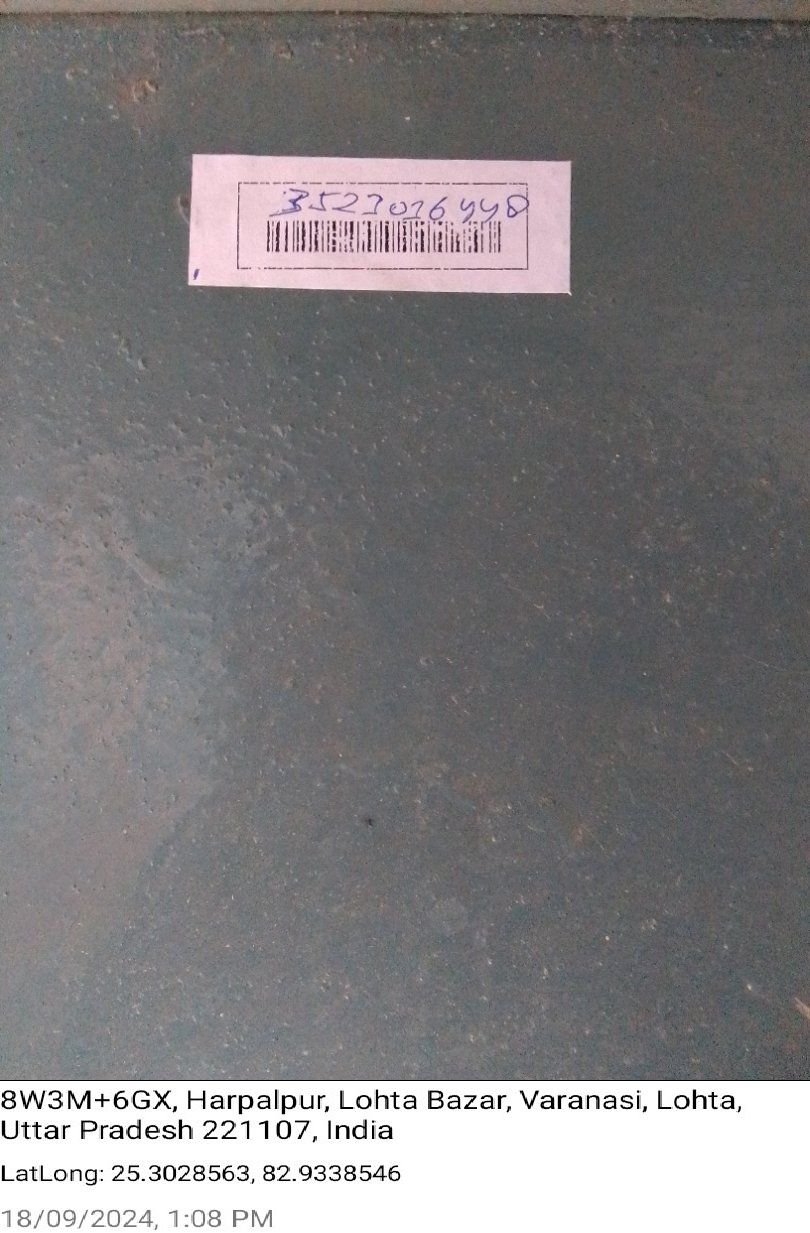 3523016448
8W3M+6GX, Harpalpur, Lohta Bazar, Varanasi, Lohta,
Uttar Pradesh 221107, India
LatLong: 25.3028563, 82.9338546
18/09/2024, 1:08 PM